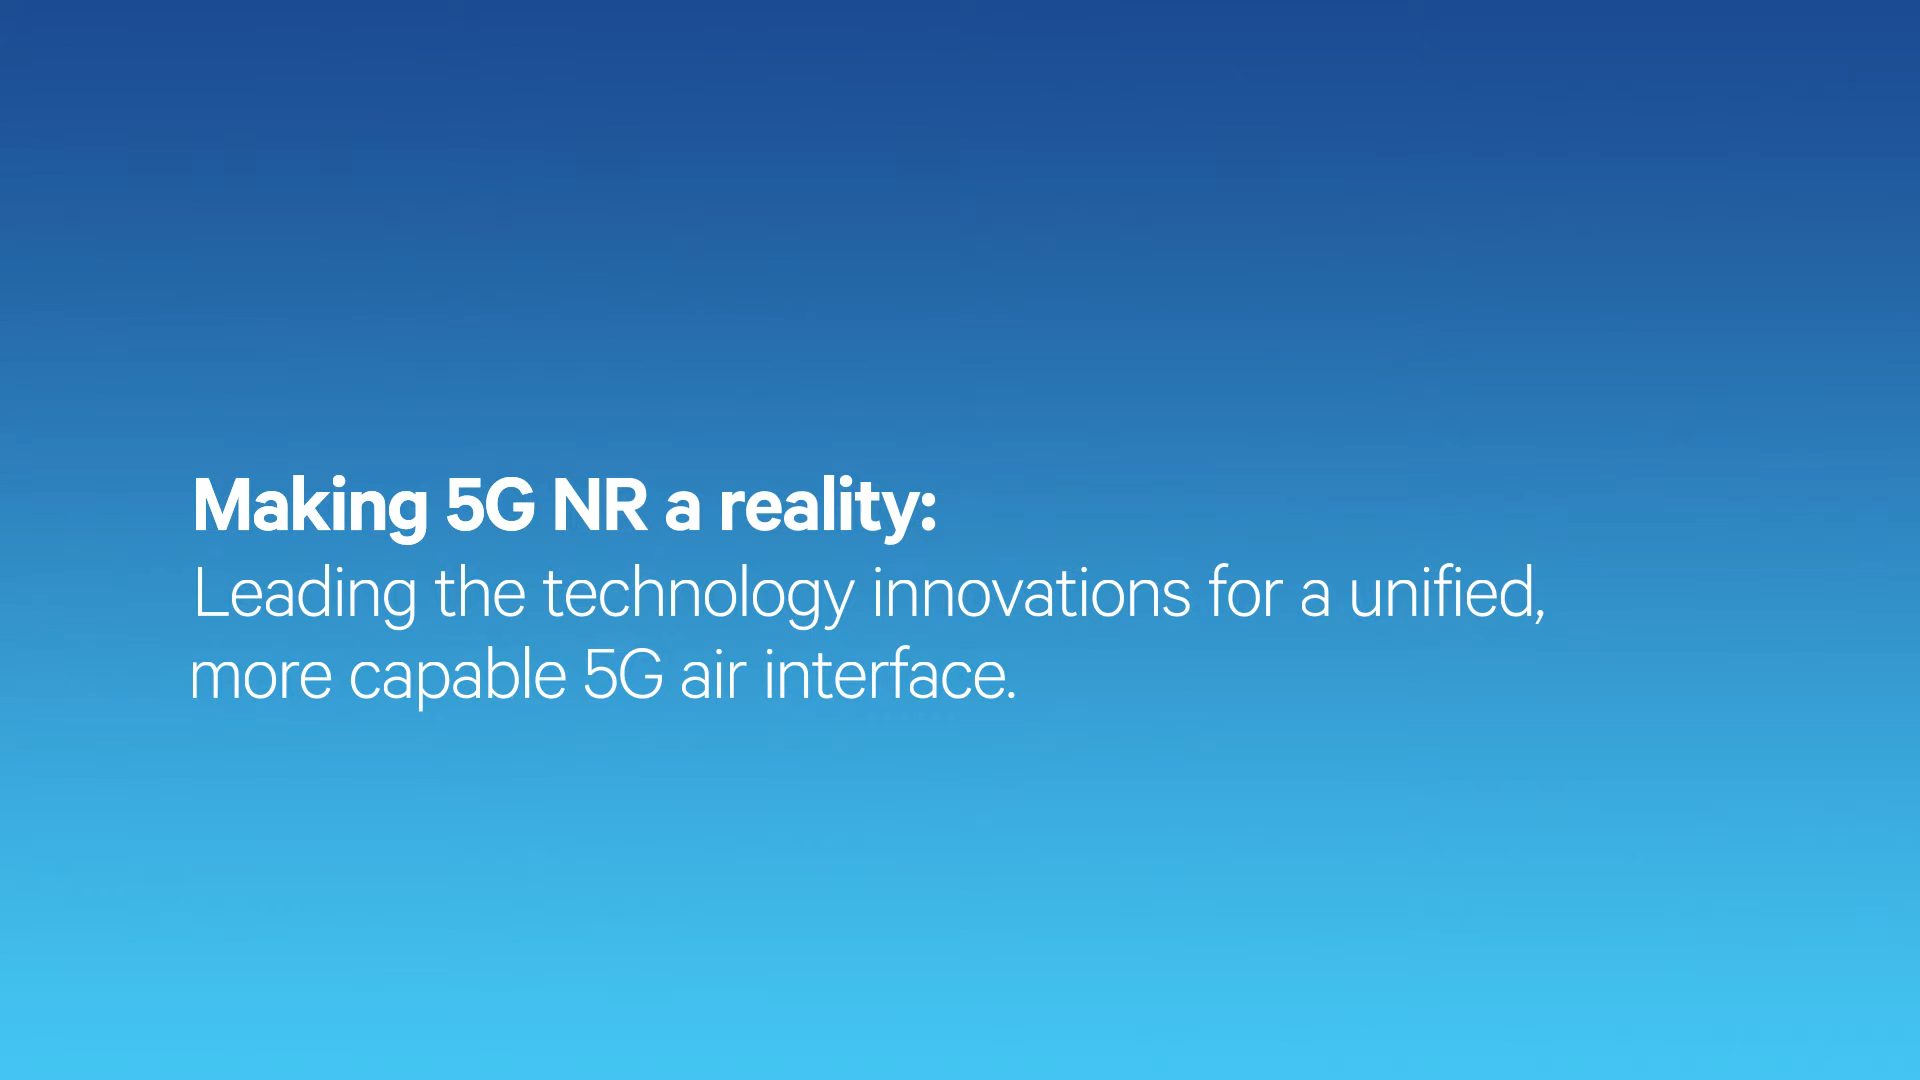 Making 5G NR a reality:
Leading the technology innovations for a unified,
more capable 5G air interface.